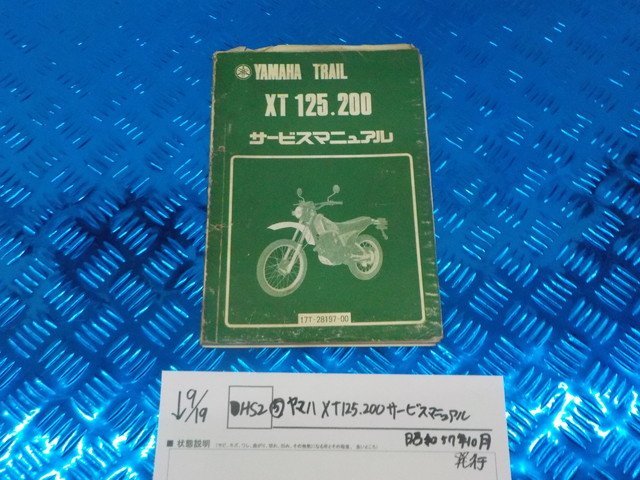 YAMAHA TRAIL
XT 125.200
サービスマニュアル
17T-28197-00
↓9/19
●HS2 ⑤ ヤマハ XT125.200サービスマニュアル
昭和57年10月
発行
■ 状態説明